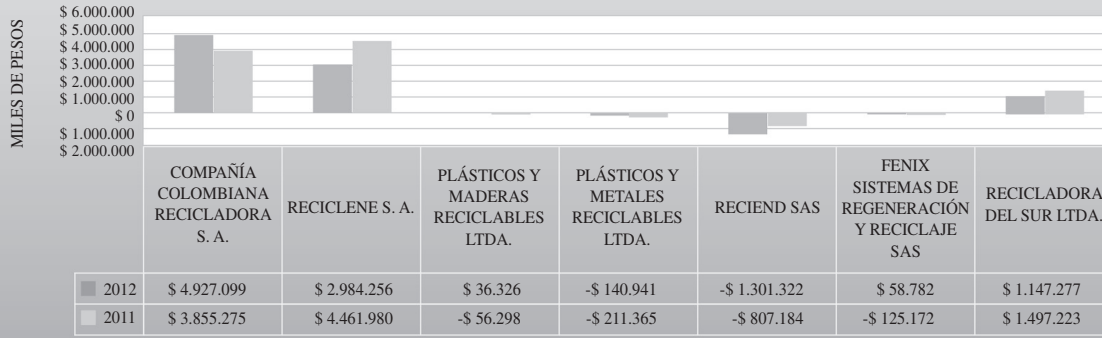 MILES DE PESOS
$ 6.000.000
$ 5.000.000
$ 4.000.000
$ 3.000.000
$ 2.000.000
$ 1.000.000
$ 0
$ 1.000.000
$ 2.000.000
COMPAÑÍA
COLOMBIANA
RECICLADORA
S. A.
RECICLENE S. A.
PLÁSTICOS Y
MADERAS
RECICLABLES
LTDA.
PLÁSTICOS Y
METALES
RECICLABLES
LTDA.
RECIEND SAS
FENIX
SISTEMAS DE
REGENERACIÓN
Y RECICLAJE
SAS
RECICLADORA
DEL SUR LTDA.
2012 $ 4.927.099 $ 2.984.256 $ 36.326 -$ 140.941 -$ 1.301.322 $ 58.782 $ 1.147.277
2011 $ 3.855.275 $ 4.461.980 -$ 56.298 -$ 211.365 -$ 807.184 -$ 125.172 $ 1.497.223